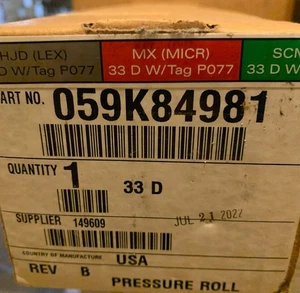 HJD (LEX) MX (MICR) SCM
D W/Tag P077 33 D W/Tag P077 33 D W/
PART NO. 059K84981
QUANTITY 1 33 D
SUPPLIER 149609 JUL 21 2022
COUNTRY OF MANUFACTURE USA
REV B PRESSURE ROLL